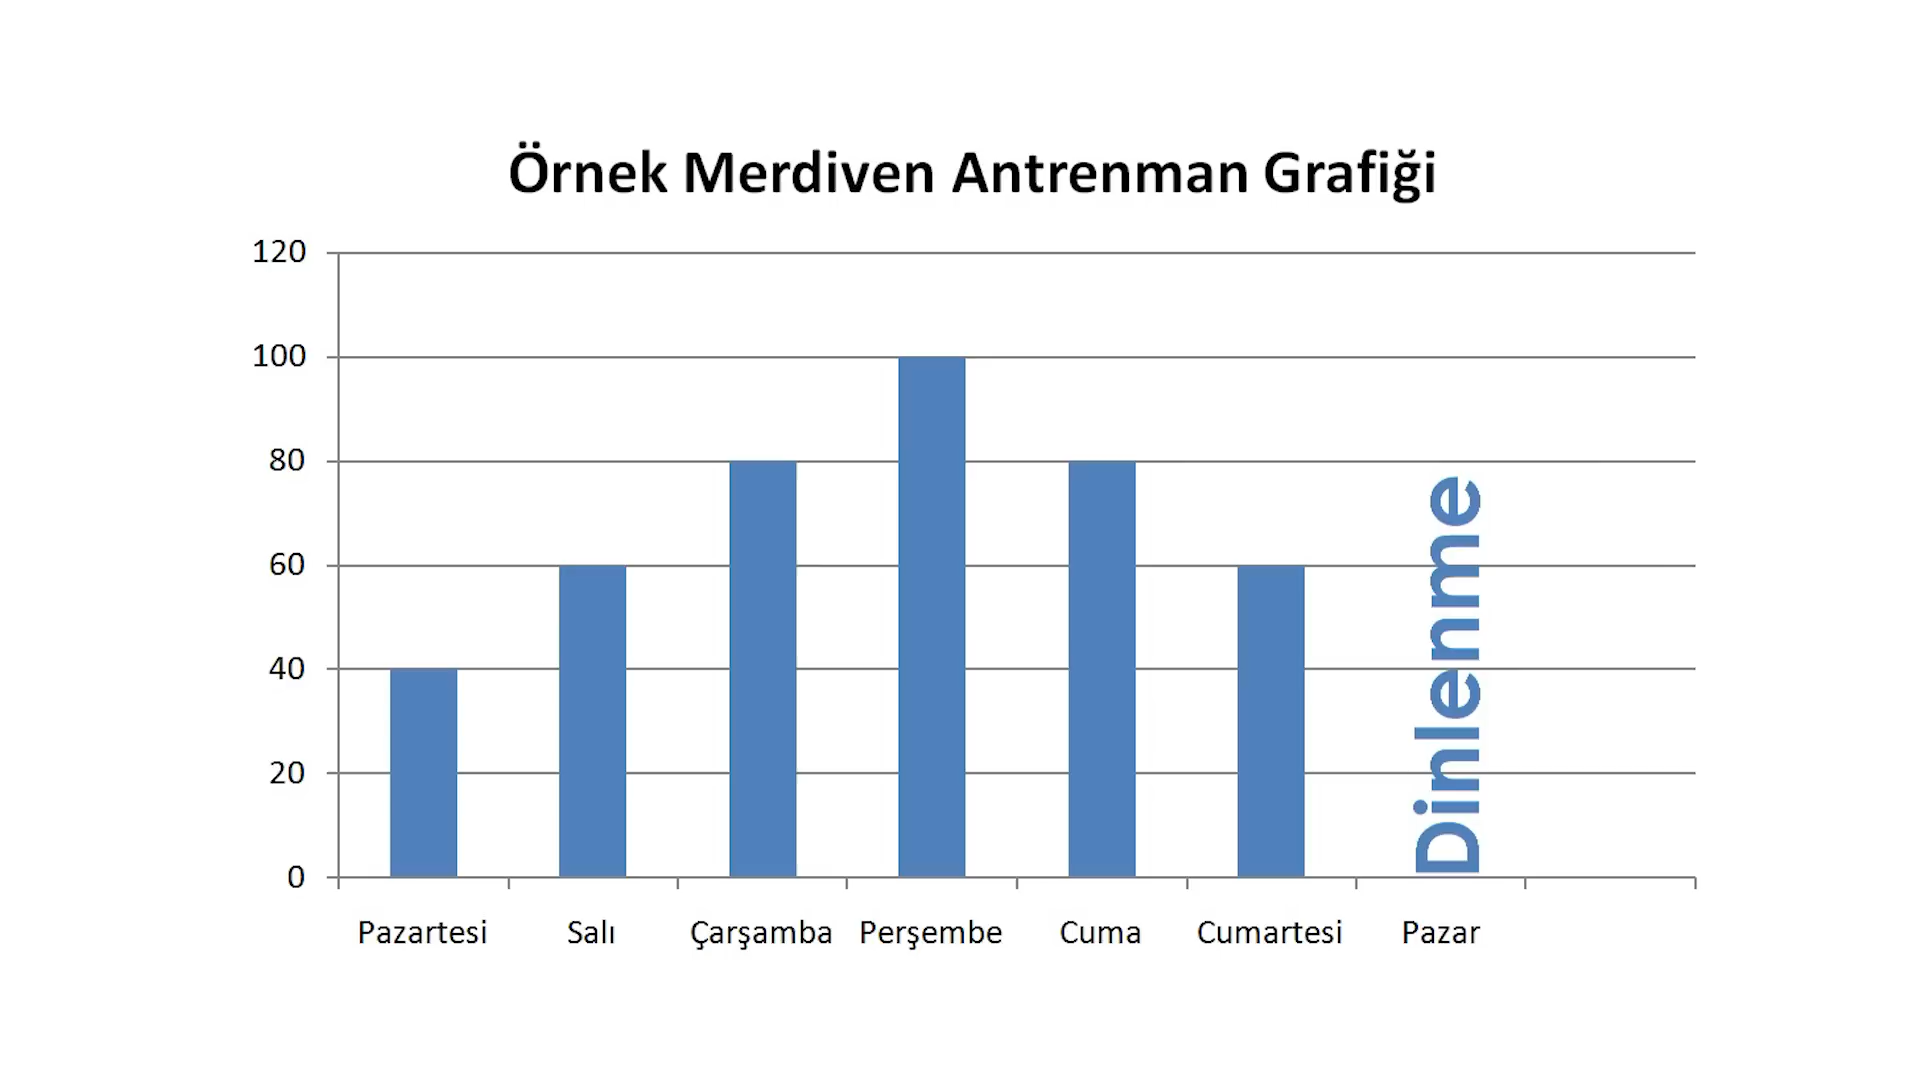 Örnek Merdiven Antrenman Grafiği
120
100
80
60
40
20
0
Dinlenme
Pazartesi Salı Çarşamba Perşembe Cuma Cumartesi Pazar